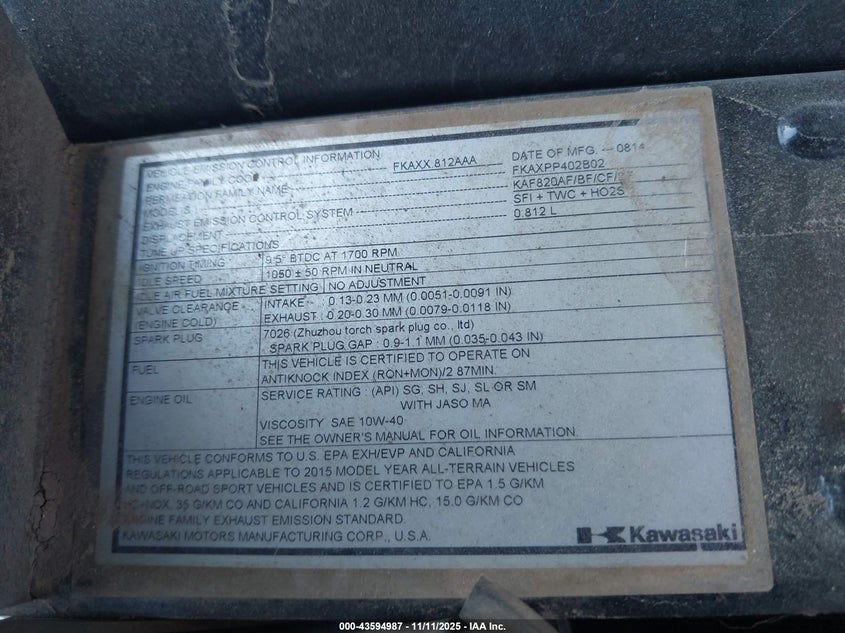 VEHICLE EMISSION CONTROL INFORMATION DATE OF MFG. — 0814
ENGINE FKAXX.812AAA
PERMEATION FAMILY NAME FKAXPP402B02
MODEL S KAF820AF/BF/CF/
EXHAUST EMISSION CONTROL SYSTEM SFI + TWC + HO2S
DISPLACEMENT 0.812 L
TUNE UP SPECIFICATIONS
IGNITION TIMING 9.5° BTDC AT 1700 RPM
IDLE SPEED 1050 ± 50 RPM IN NEUTRAL
IDLE AIR FUEL MIXTURE SETTING NO ADJUSTMENT
VALVE CLEARANCE INTAKE : 0.13-0.23 MM (0.0051-0.0091 IN)
(ENGINE COLD) EXHAUST : 0.20-0.30 MM (0.0079-0.0118 IN)
SPARK PLUG 7026 (Zhuzhou torch spark plug co., ltd)
SPARK PLUG GAP : 0.9-1.1 MM (0.035-0.043 IN)
FUEL THIS VEHICLE IS CERTIFIED TO OPERATE ON
ANTIKNOCK INDEX (RON+MON)/2 87MIN.
ENGINE OIL SERVICE RATING : (API) SG, SH, SJ, SL OR SM
WITH JASO MA
VISCOSITY SAE 10W-40
SEE THE OWNER'S MANUAL FOR OIL INFORMATION.
THIS VEHICLE CONFORMS TO U.S. EPA EXH/EVP AND CALIFORNIA
REGULATIONS APPLICABLE TO 2015 MODEL YEAR ALL-TERRAIN VEHICLES
AND OFF-ROAD SPORT VEHICLES AND IS CERTIFIED TO EPA 1.5 G/KM
HC+NOX, 35 G/KM CO AND CALIFORNIA 1.2 G/KM HC, 15.0 G/KM CO
ENGINE FAMILY EXHAUST EMISSION STANDARD.
KAWASAKI MOTORS MANUFACTURING CORP., U.S.A.
Kawasaki
000-43594987 - 11/11/2025 - IAA Inc.